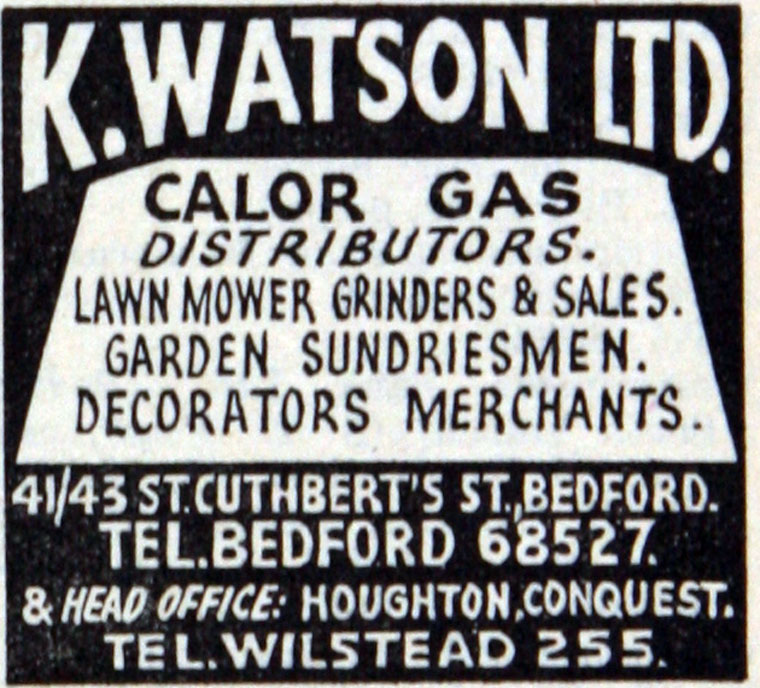 K.WATSON LTD.
CALOR GAS
DISTRIBUTORS.
LAWN MOWER GRINDERS & SALES.
GARDEN SUNDRIESMEN.
DECORATORS MERCHANTS.
41/43 ST.CUTHBERT'S ST.,BEDFORD.
TEL.BEDFORD 68527.
& HEAD OFFICE: HOUGHTON,CONQUEST.
TEL.WILSTEAD 255.